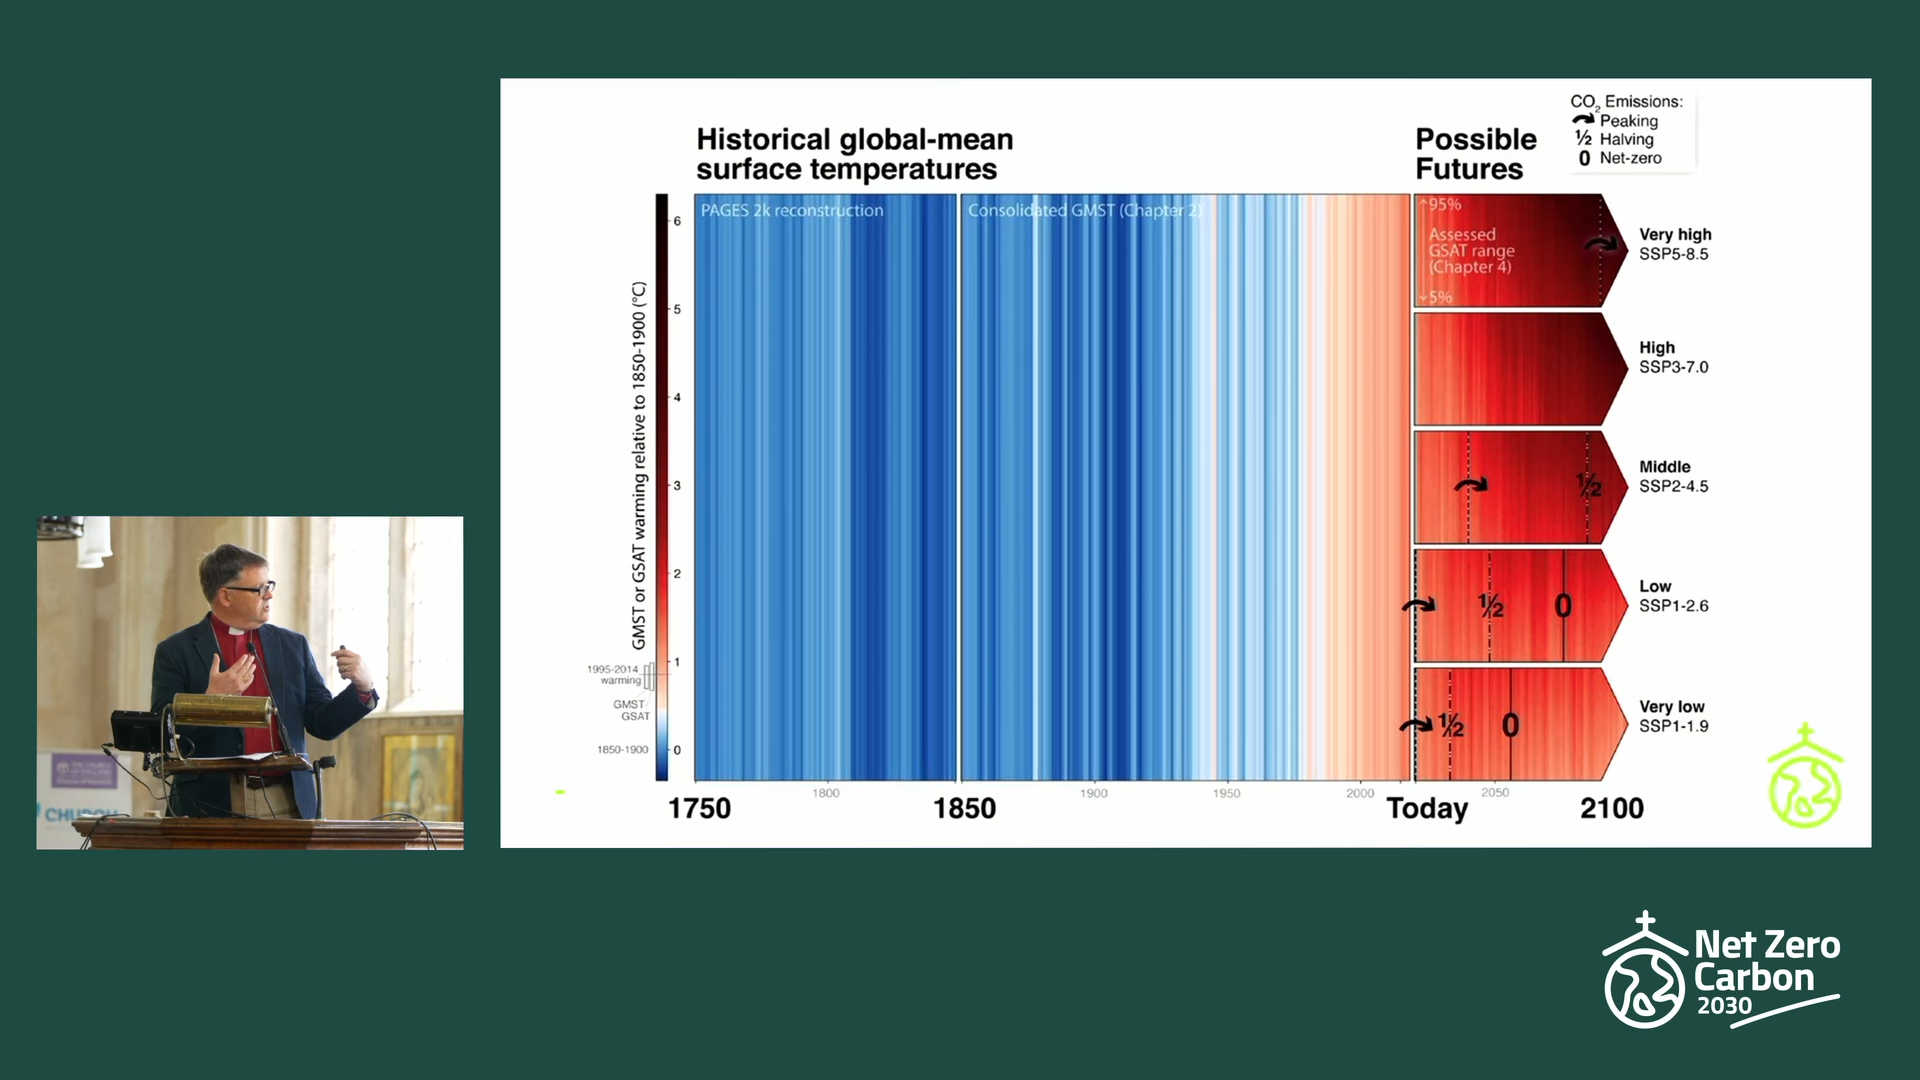 CO2 Emissions:
Peaking
½ Halving
0 Net-zero
Historical global-mean
surface temperatures
Possible
Futures
PAGES 2k reconstruction
Consolidated GMST (Chapter 2)
GMST or GSAT warming relative to 1850-1900 (°C)
6
5
4
3
2
1
0
1995-2014
warming
GMST
GSAT
1850-1900
95%
Assessed
GSAT range
(Chapter 4)
5%
Very high
SSP5-8.5
High
SSP3-7.0
½
Middle
SSP2-4.5
½ 0
Low
SSP1-2.6
½ 0
Very low
SSP1-1.9
1800 1900 1950 2000 2050
1750 1850 Today 2100
THE CHURCH
OF ENGLAND
CHURCH
Net Zero
Carbon
2030